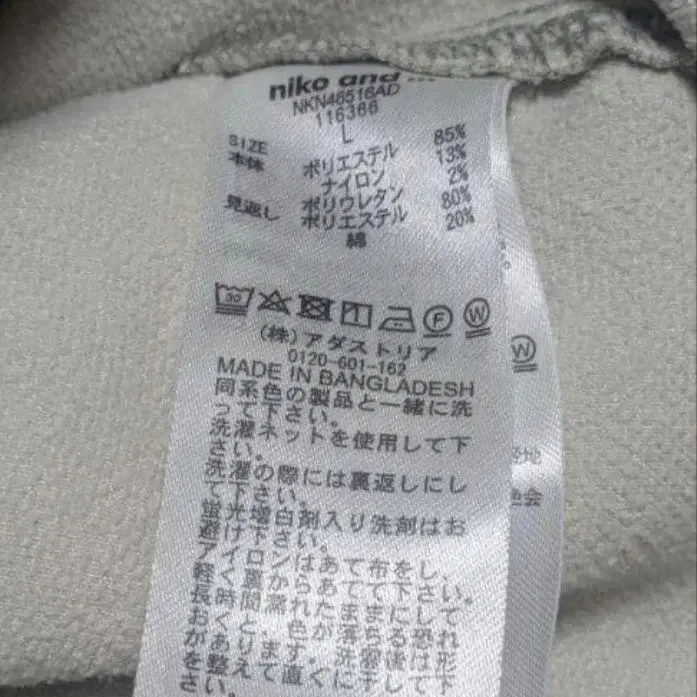 niko and ...
NKN46516AD
116366
SIZE L
本体 ポリエステル 85%
ナイロン 13%
ポリウレタン 2%
見返し ポリエステル 80%
綿 20%
30
F W
(株)アダストリア
0120-601-162
MADE IN BANGLADESH
同系色の製品と一緒に洗
って下さい。
洗濯ネットを使用して下
さい。
洗濯の際には裏返しにし
て下さい。
蛍光増白剤入り洗剤はお
避け下さい。
アイロンはあて布をし、
軽く裏からあてて下さい。
長時間濡れたままにして
おくと、色が落ちる恐れ
があります。洗濯後は形
を整えて直ぐに干して下
さい。
W
色会